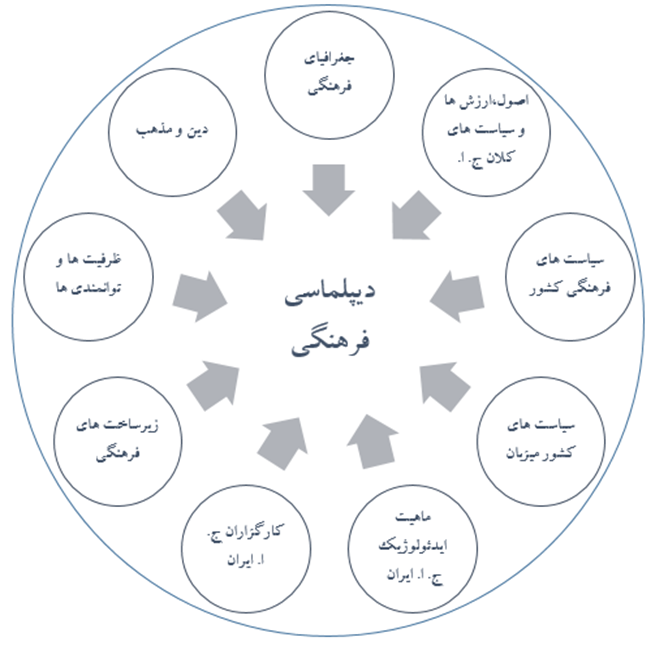 جغرافیای
فرهنگی
اصول،ارزش ها
و سیاست های
کلان ج. ا.
سیاست های
فرهنگی کشور
سیاست های
کشور میزبان
ماهیت
ایدئولوژیک
ج. ا. ایران
کارگزاران ج.
ا. ایران
زیرساخت های
فرهنگی
ظرفیت ها و
توانمندی ها
دین و مذهب
دیپلماسی
فرهنگی